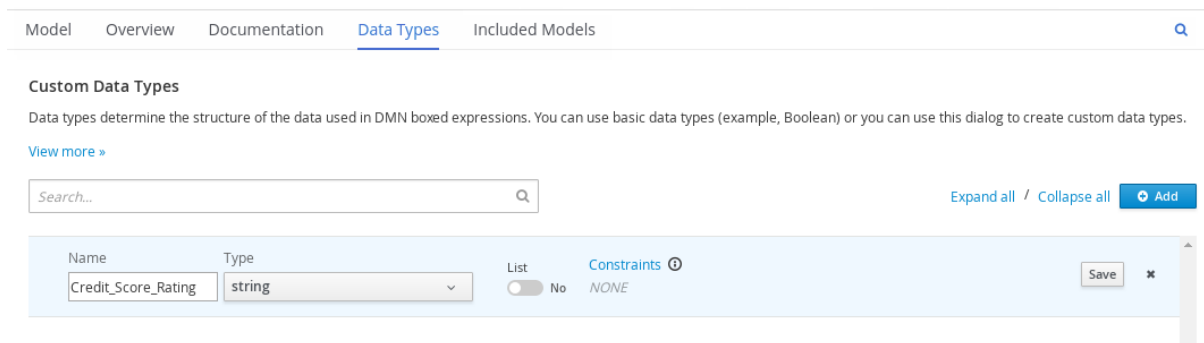 Model Overview Documentation Data Types Included Models
Custom Data Types
Data types determine the structure of the data used in DMN boxed expressions. You can use basic data types (example, Boolean) or you can use this dialog to create custom data types.
View more »
Search...
Expand all / Collapse all Add
Name Type List Constraints
Credit_Score_Rating string No NONE Save